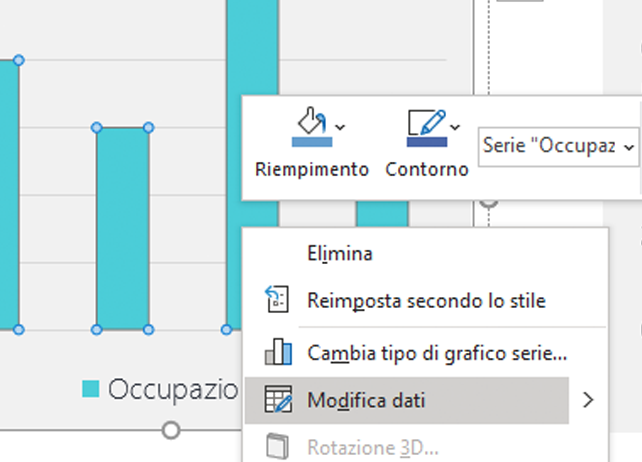 Riempimento
Contorno
Serie "Occupaz
Elimina
Reimposta secondo lo stile
Cambia tipo di grafico serie...
Occupazio
Modifica dati
Rotazione 3D...